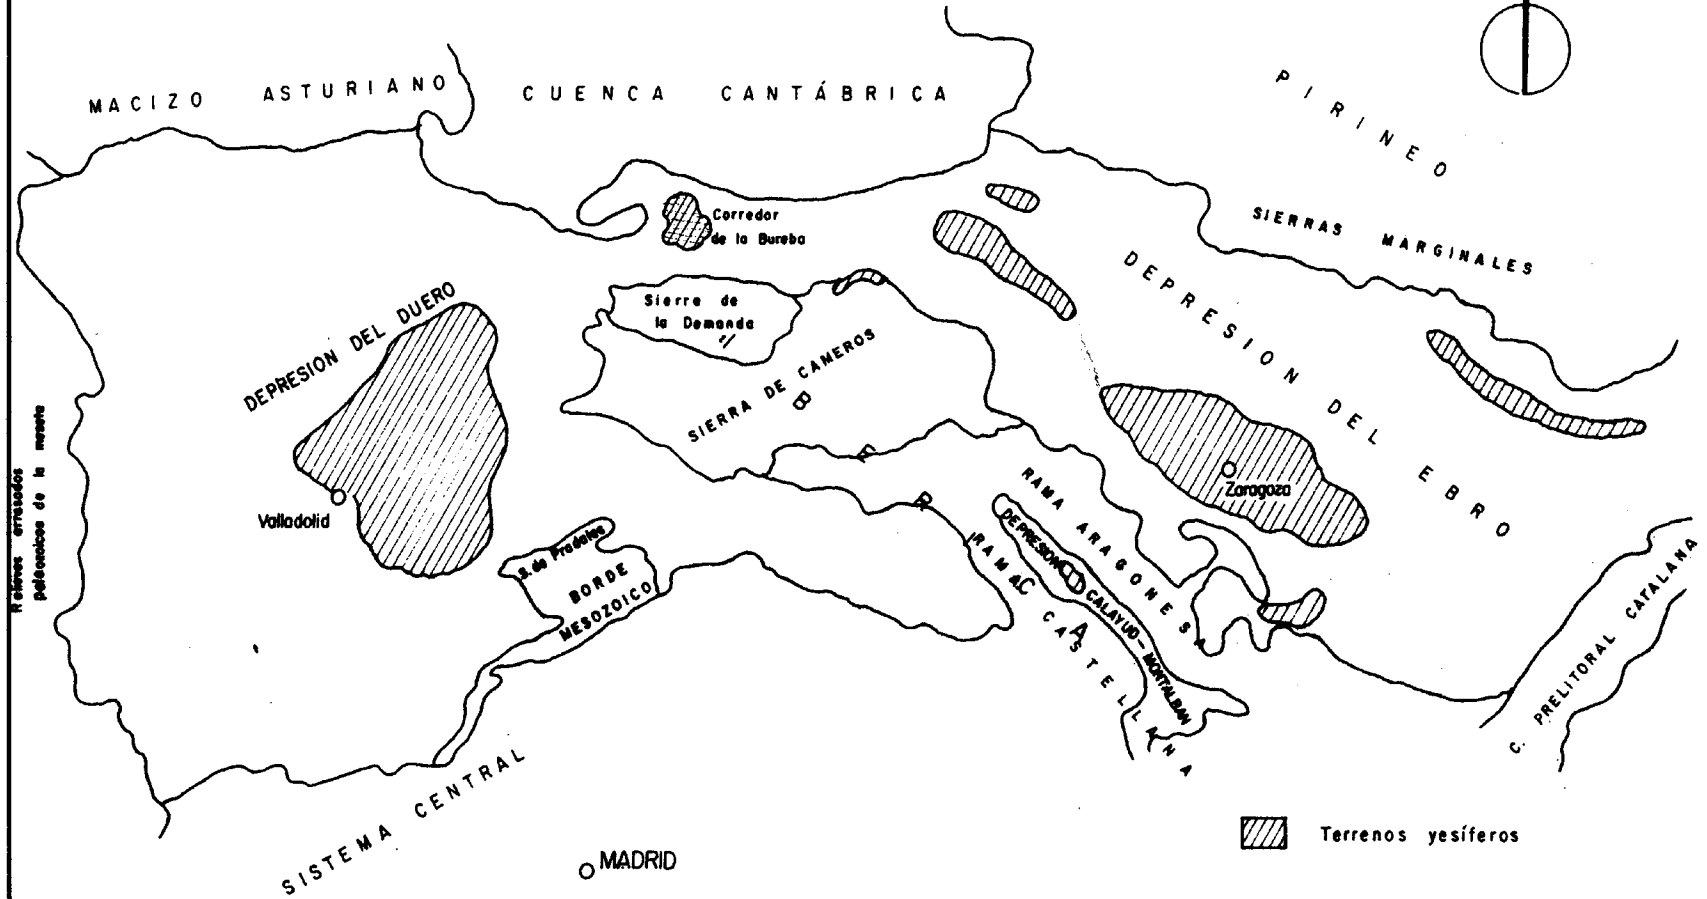 MACIZO ASTURIANO
CUENCA CANTÁBRICA
PIRINEO
SIERRAS MARGINALES
Corredor
de la Bureba
DEPRESION DEL EBRO
DEPRESION DEL DUERO
Sierra de
la Demanda
SIERRA DE CAMEROS
IBERICA
Relieves arrasados
paleozoicos de la meseta
Valladolid
Zaragoza
RAMA ARAGONESA
DEPRESION CALAYUD-MONTALBAN
RAMA CASTELLANA
S. de Pradales
BORDE
MESOZOICO
C. PRELITORAL CATALANA
SISTEMA CENTRAL
MADRID
Terrenos yesíferos